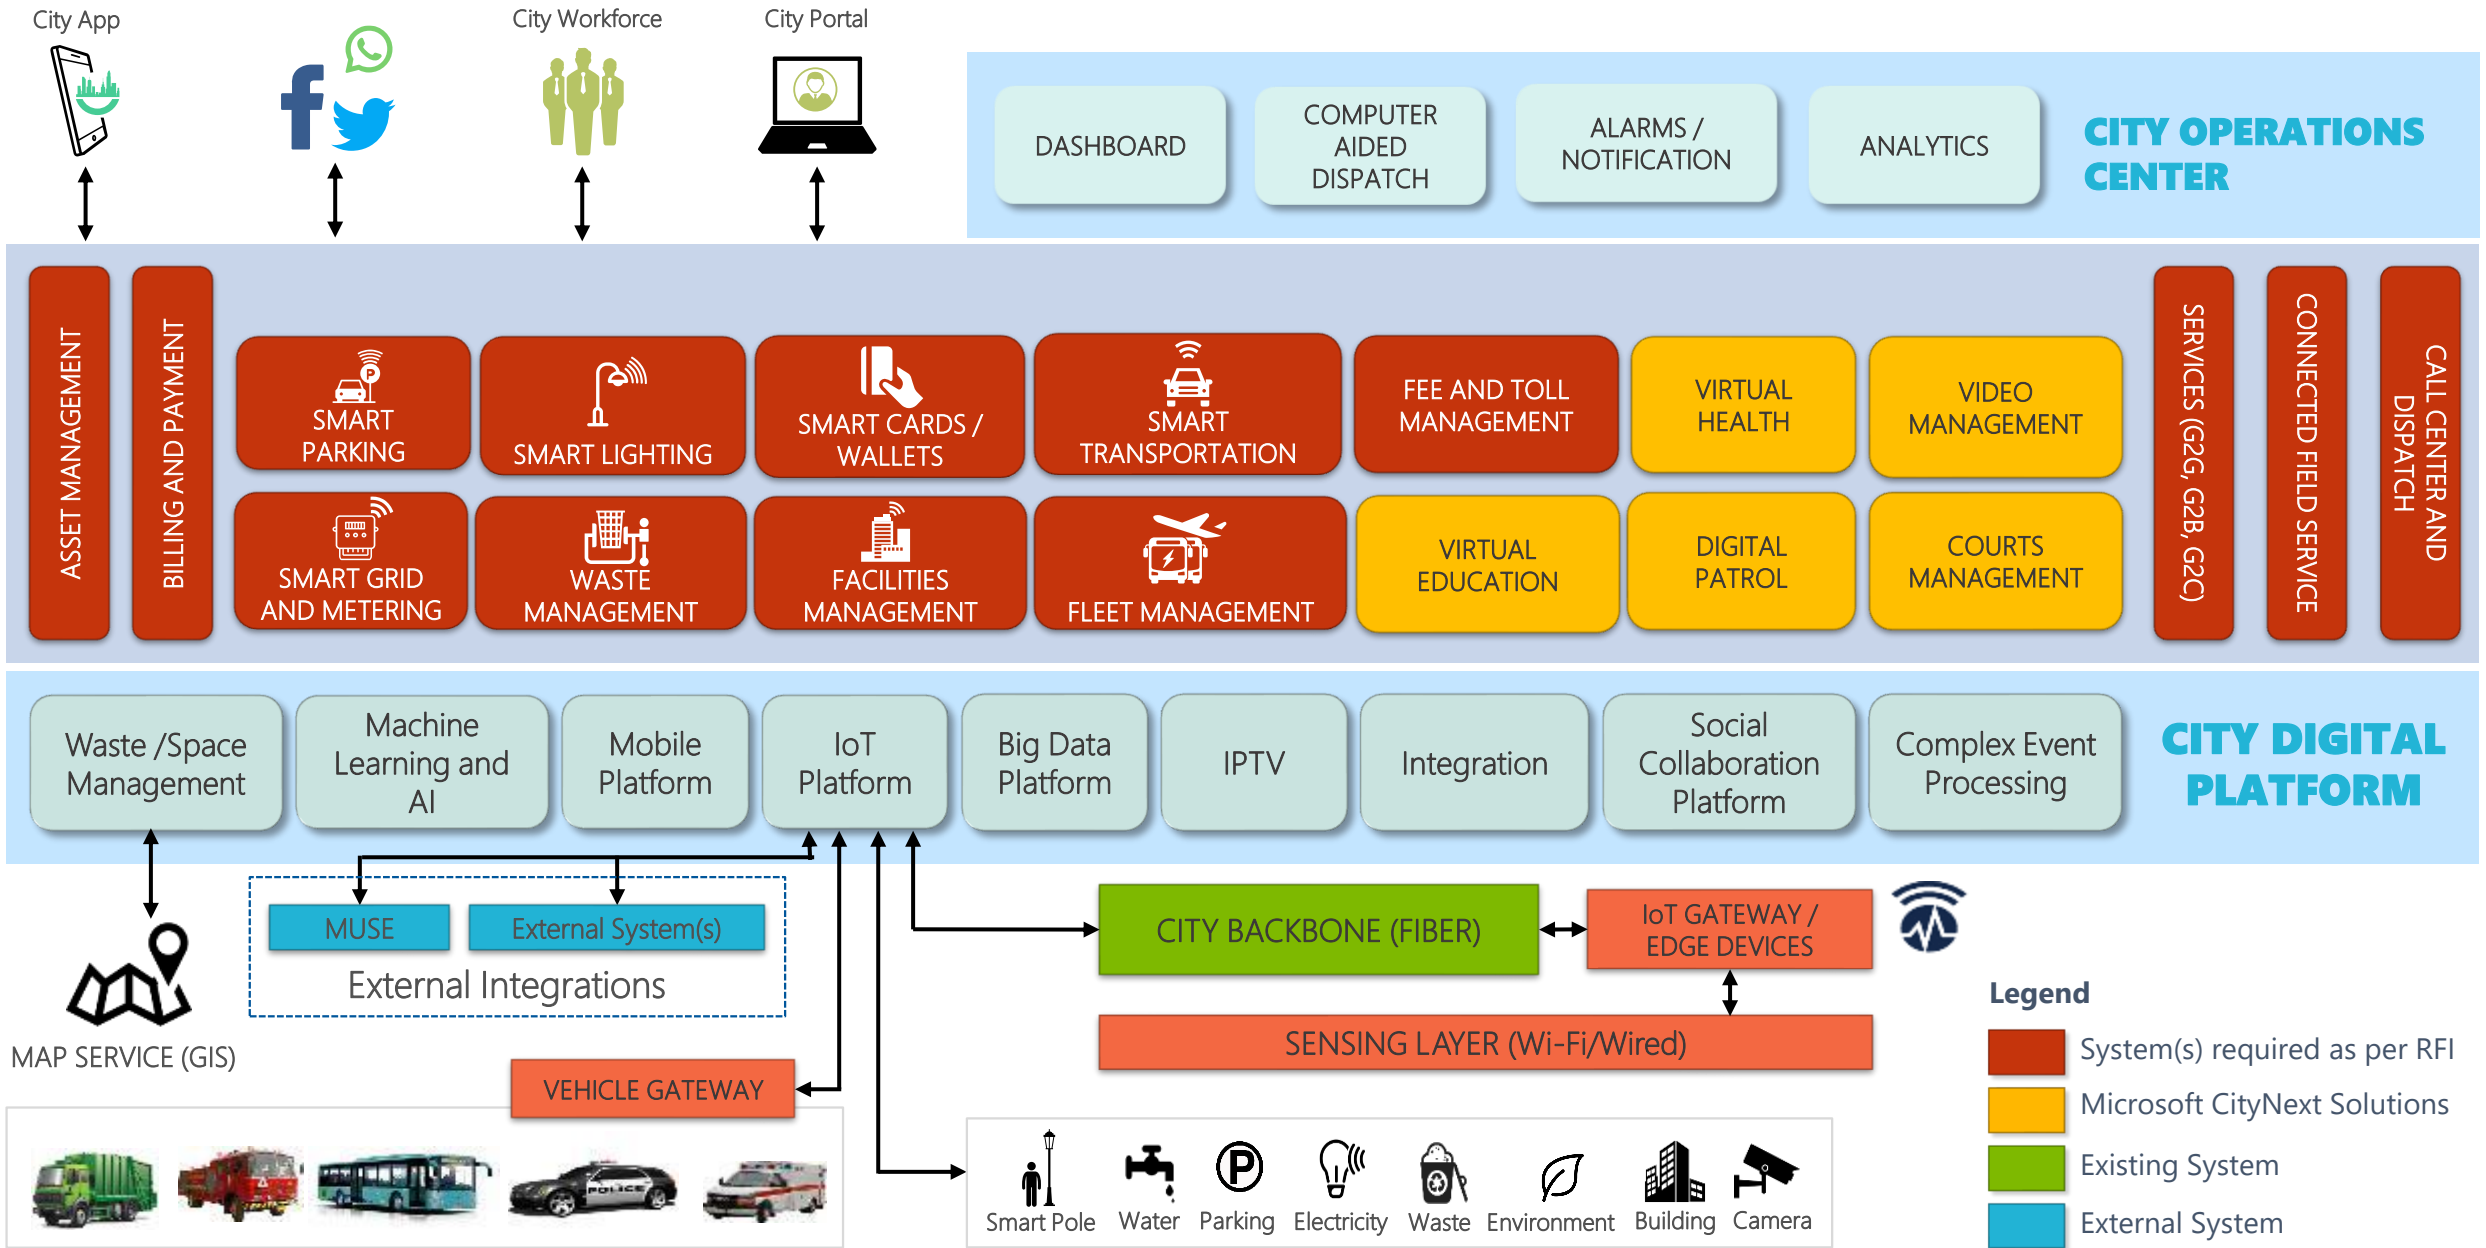 City App
City Workforce
City Portal
DASHBOARD
COMPUTER
AIDED
DISPATCH
ALARMS /
NOTIFICATION
ANALYTICS
CITY OPERATIONS
CENTER
ASSET MANAGEMENT
BILLING AND PAYMENT
SMART
PARKING
SMART LIGHTING
SMART CARDS /
WALLETS
SMART
TRANSPORTATION
FEE AND TOLL
MANAGEMENT
VIRTUAL
HEALTH
VIDEO
MANAGEMENT
SMART GRID
AND METERING
WASTE
MANAGEMENT
FACILITIES
MANAGEMENT
FLEET MANAGEMENT
VIRTUAL
EDUCATION
DIGITAL
PATROL
COURTS
MANAGEMENT
SERVICES (G2G, G2B, G2C)
CONNECTED FIELD SERVICE
CALL CENTER AND
DISPATCH
Waste /Space
Management
Machine
Learning and
AI
Mobile
Platform
IoT
Platform
Big Data
Platform
IPTV
Integration
Social
Collaboration
Platform
Complex Event
Processing
CITY DIGITAL
PLATFORM
MUSE
External System(s)
External Integrations
MAP SERVICE (GIS)
CITY BACKBONE (FIBER)
IoT GATEWAY /
EDGE DEVICES
SENSING LAYER (Wi-Fi/Wired)
VEHICLE GATEWAY
POLICE
P
Smart Pole
Water
Parking
Electricity
Waste
Environment
Building
Camera
Legend
System(s) required as per RFI
Microsoft CityNext Solutions
Existing System
External System